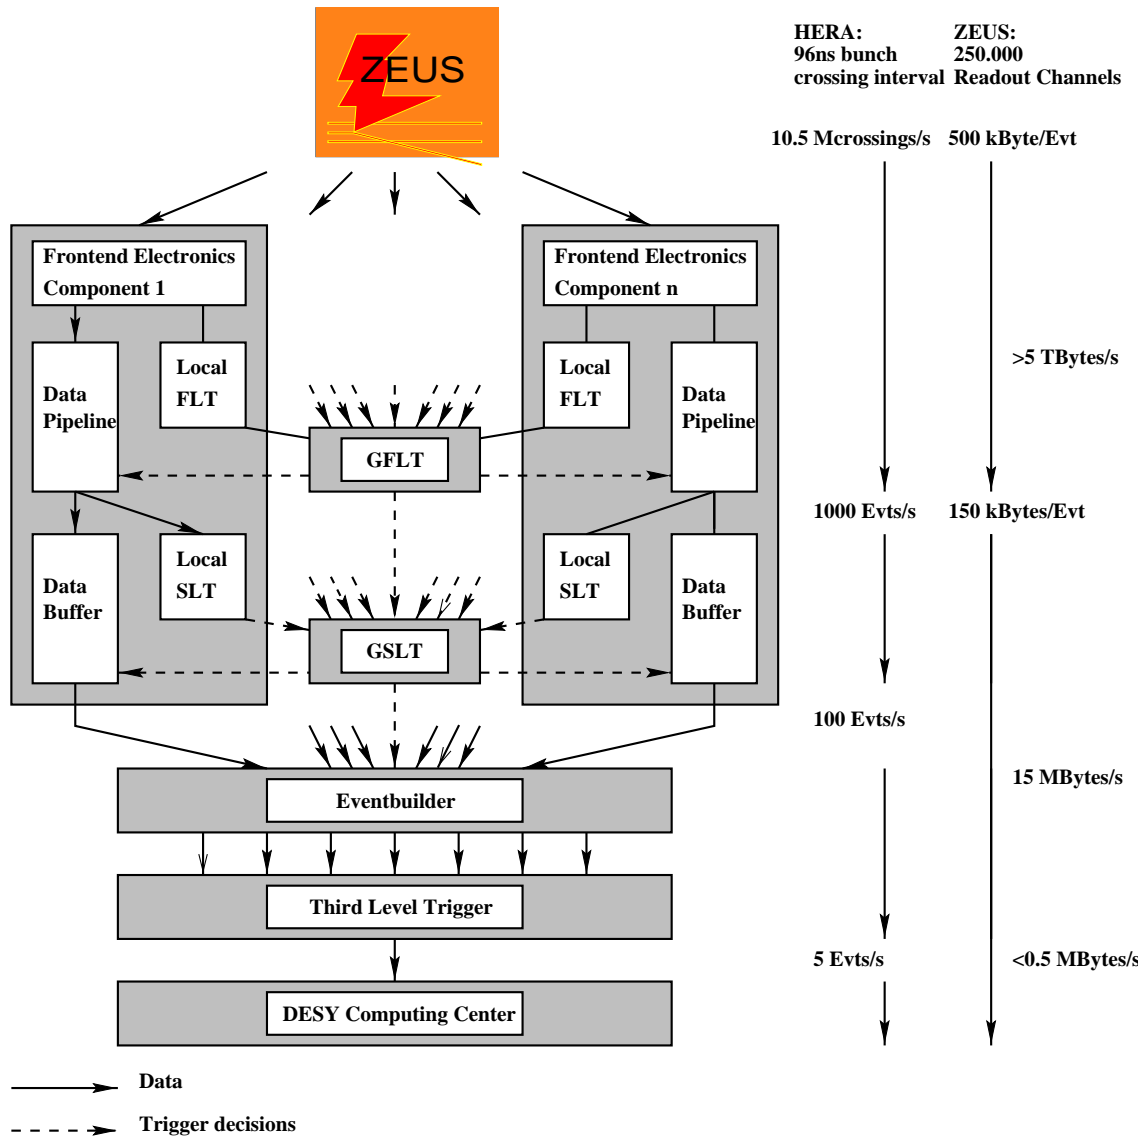 ZEUS
HERA:
96ns bunch
crossing interval
ZEUS:
250.000
Readout Channels
10.5 Mcrossings/s
500 kByte/Evt
Frontend Electronics
Component 1
Frontend Electronics
Component n
Data
Pipeline
Local
FLT
Local
FLT
Data
Pipeline
>5 TBytes/s
GFLT
1000 Evts/s
150 kBytes/Evt
Data
Buffer
Local
SLT
Local
SLT
Data
Buffer
GSLT
100 Evts/s
Eventbuilder
15 MBytes/s
Third Level Trigger
5 Evts/s
<0.5 MBytes/s
DESY Computing Center
Data
Trigger decisions